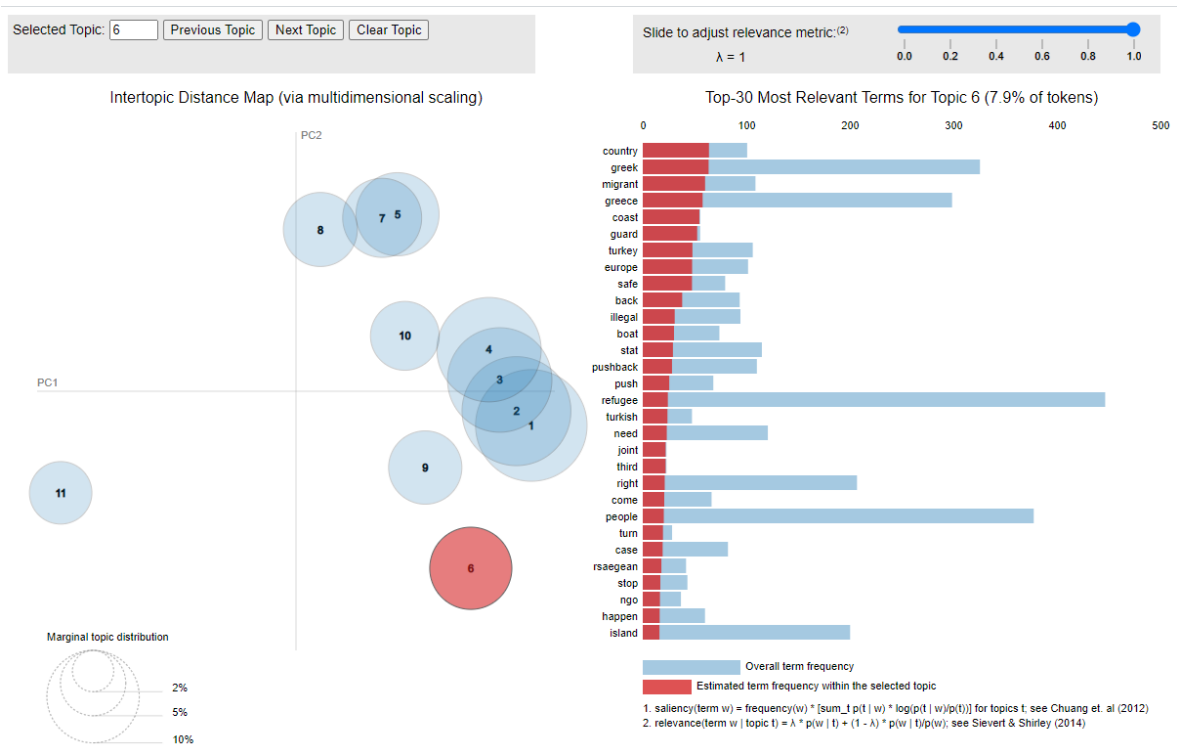 Selected Topic: 6 Previous Topic Next Topic Clear Topic
Slide to adjust relevance metric:(2)
λ = 1
0.0 0.2 0.4 0.6 0.8 1.0
Intertopic Distance Map (via multidimensional scaling)
PC2
PC1
8
7
5
10
4
3
2
1
9
11
6
Marginal topic distribution
2%
5%
10%
Top-30 Most Relevant Terms for Topic 6 (7.9% of tokens)
0 100 200 300 400 500
country
greek
migrant
greece
coast
guard
turkey
europe
safe
back
illegal
boat
stat
pushback
push
refugee
turkish
need
joint
third
right
come
people
turn
case
rsaegean
stop
ngo
happen
island
Overall term frequency
Estimated term frequency within the selected topic
1. saliency(term w) = frequency(w) * [sum_t p(t | w) * log(p(t | w)/p(t))] for topics t; see Chuang et. al (2012)
2. relevance(term w | topic t) = λ * p(w | t) + (1 - λ) * p(w | t)/p(w); see Sievert & Shirley (2014)